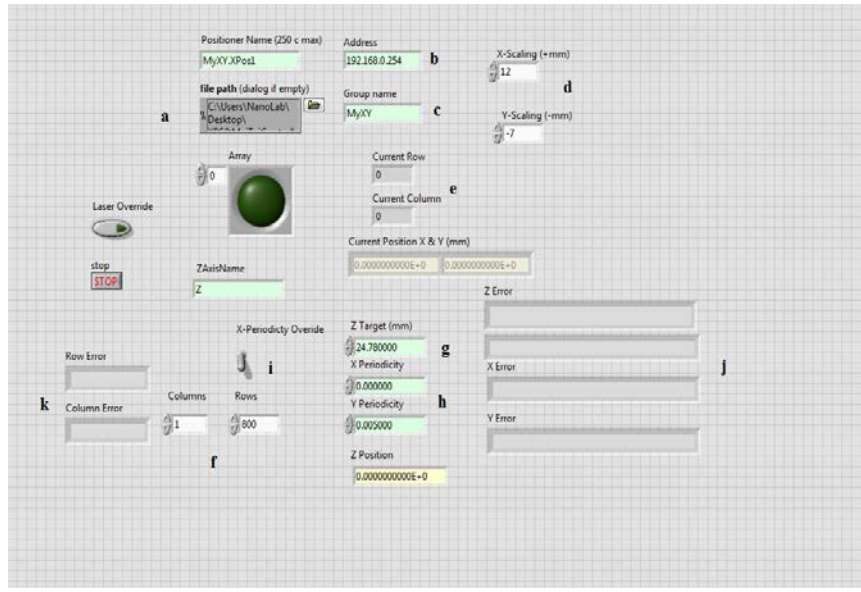 Positioner Name (250 c max)
Address
MyXY.XPos1
192.168.0.254
b
X-Scaling (+mm)
12
d
file path (dialog if empty)
Group name
a
C:\Users\NanoLab\
Desktop\
MyXY
c
Y-Scaling (-mm)
-7
Array
0
Current Row
0
e
Current Column
0
Laser Override
Current Position X & Y (mm)
0.0000000000E+0
0.0000000000E+0
stop
STOP
ZAxisName
Z
Z Error
X-Periodicty Overide
i
Z Target (mm)
24.780000
g
Row Error
X Periodicity
0.000000
X Error
j
k
Column Error
Columns
1
Rows
800
Y Periodicity
0.005000
h
Y Error
f
Z Position
0.0000000000E+0